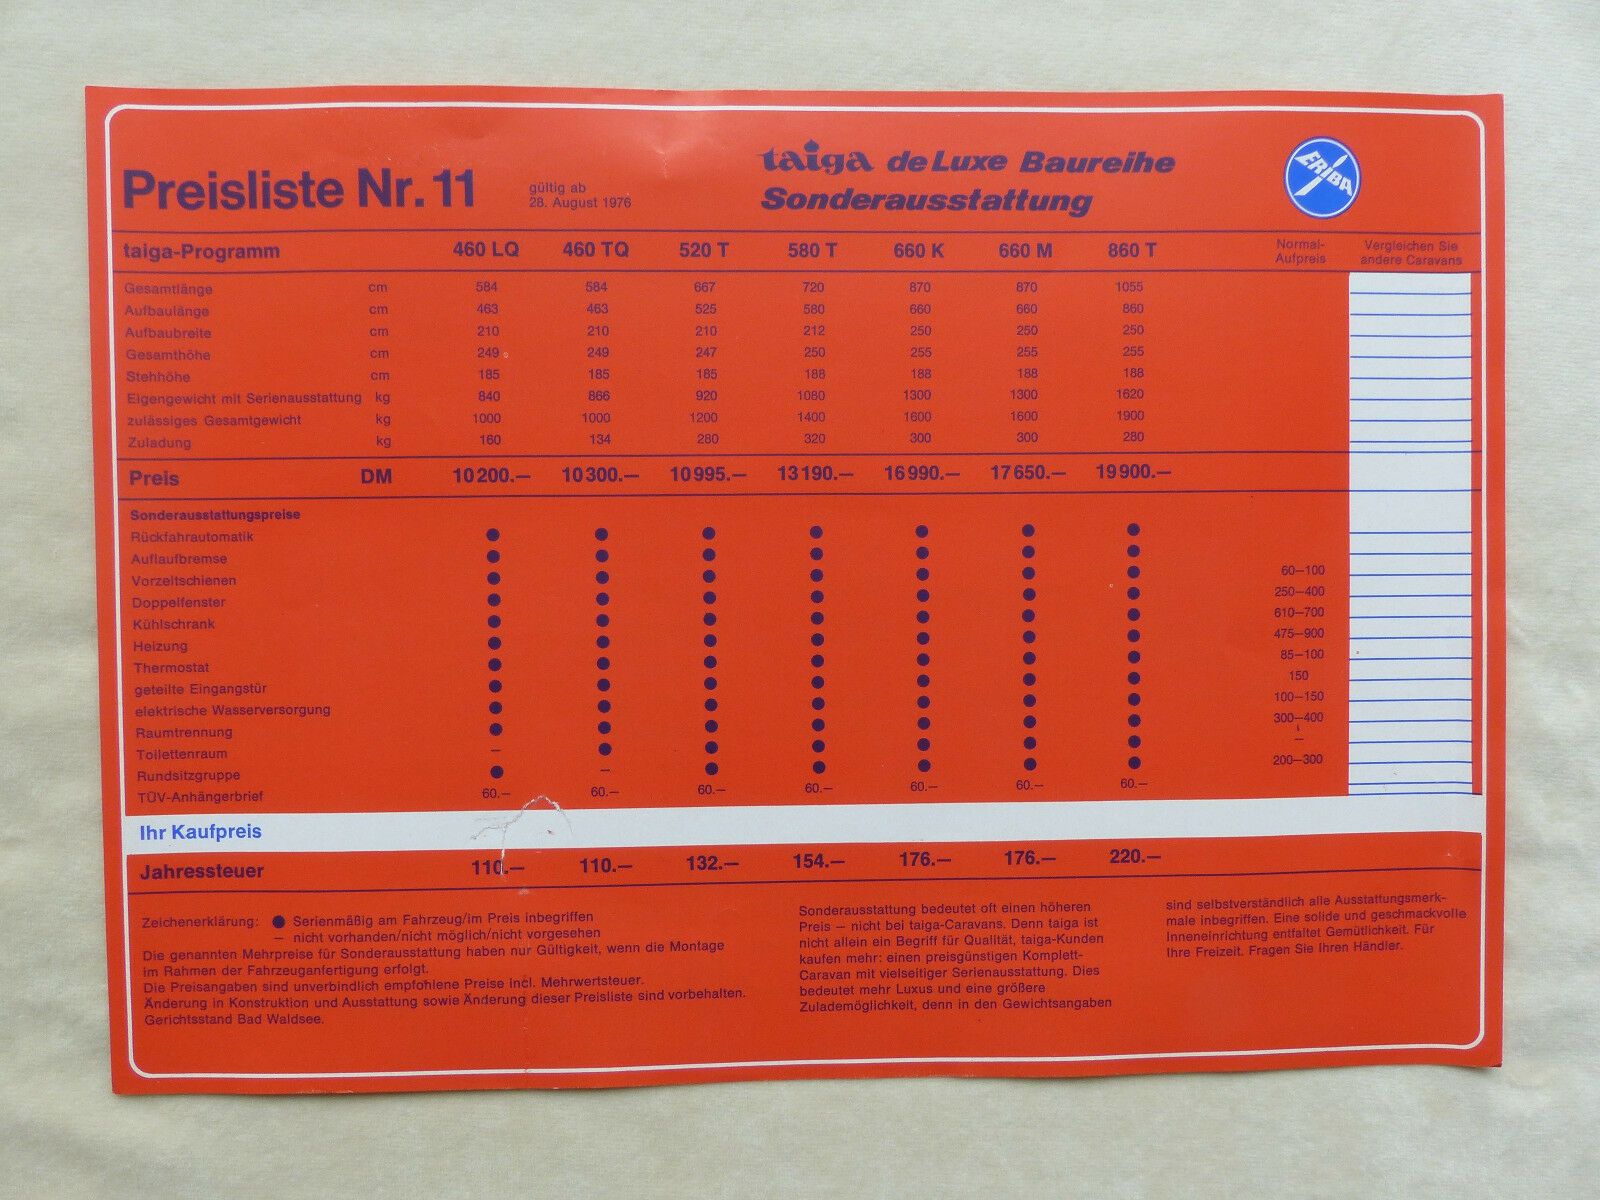 Preisliste Nr. 11
gültig ab
28. August 1976
taiga de Luxe Baureihe
Sonderausstattung
ERIBA
taiga-Programm 460 LQ 460 TQ 520 T 580 T 660 K 660 M 860 T Normal-Aufpreis Vergleichen Sie andere Caravans
Gesamtlänge cm 584 584 667 720 870 870 1055
Aufbaulänge cm 463 463 525 580 660 660 860
Aufbaubreite cm 210 210 210 212 250 250 250
Gesamthöhe cm 249 249 247 250 255 255 255
Stehhöhe cm 185 185 185 188 188 188 188
Eigengewicht mit Serienausstattung kg 840 866 920 1080 1300 1300 1620
zulässiges Gesamtgewicht kg 1000 1000 1200 1400 1600 1600 1900
Zuladung kg 160 134 280 320 300 300 280
Preis DM 10 200.— 10 300.— 10 995.— 13 190.— 16 990.— 17 650.— 19 900.—
Sonderausstattungspreise
Rückfahrautomatik ● ● ● ● ● ● ●
Auflaufbremse ● ● ● ● ● ● ●
Vorzeltschienen ● ● ● ● ● ● ● 60—100
Doppelfenster ● ● ● ● ● ● ● 250—400
Kühlschrank ● ● ● ● ● ● ● 610—700
Heizung ● ● ● ● ● ● ● 475—900
Thermostat ● ● ● ● ● ● ● 85—100
geteilte Eingangstür ● ● ● ● ● ● ● 150
elektrische Wasserversorgung ● ● ● ● ● ● ● 100—150
Raumtrennung ● ● ● ● ● ● ● 300—400
Toilettenraum — ● ● ● ● ● ● —
Rundsitzgruppe ● — ● ● ● ● ● 200—300
TÜV-Anhängerbrief 60.— 60.— 60.— 60.— 60.— 60.— 60.—
Ihr Kaufpreis
Jahressteuer 110.— 110.— 132.— 154.— 176.— 176.— 220.—
Zeichenerklärung: ● Serienmäßig am Fahrzeug/im Preis inbegriffen
— nicht vorhanden/nicht möglich/nicht vorgesehen
Die genannten Mehrpreise für Sonderausstattung haben nur Gültigkeit, wenn die Montage
im Rahmen der Fahrzeuganfertigung erfolgt.
Die Preisangaben sind unverbindlich empfohlene Preise incl. Mehrwertsteuer.
Änderung in Konstruktion und Ausstattung sowie Änderung dieser Preisliste sind vorbehalten.
Gerichtsstand Bad Waldsee.
Sonderausstattung bedeutet oft einen höheren
Preis — nicht bei taiga-Caravans. Denn taiga ist
nicht allein ein Begriff für Qualität, taiga-Kunden
kaufen mehr: einen preisgünstigen Komplett-
Caravan mit vielseitiger Serienausstattung. Dies
bedeutet mehr Luxus und eine größere
Zulademöglichkeit, denn in den Gewichtsangaben
sind selbstverständlich alle Ausstattungsmerk-
male inbegriffen. Eine solide und geschmackvolle
Inneneinrichtung entfaltet Gemütlichkeit. Für
Ihre Freizeit. Fragen Sie Ihren Händler.